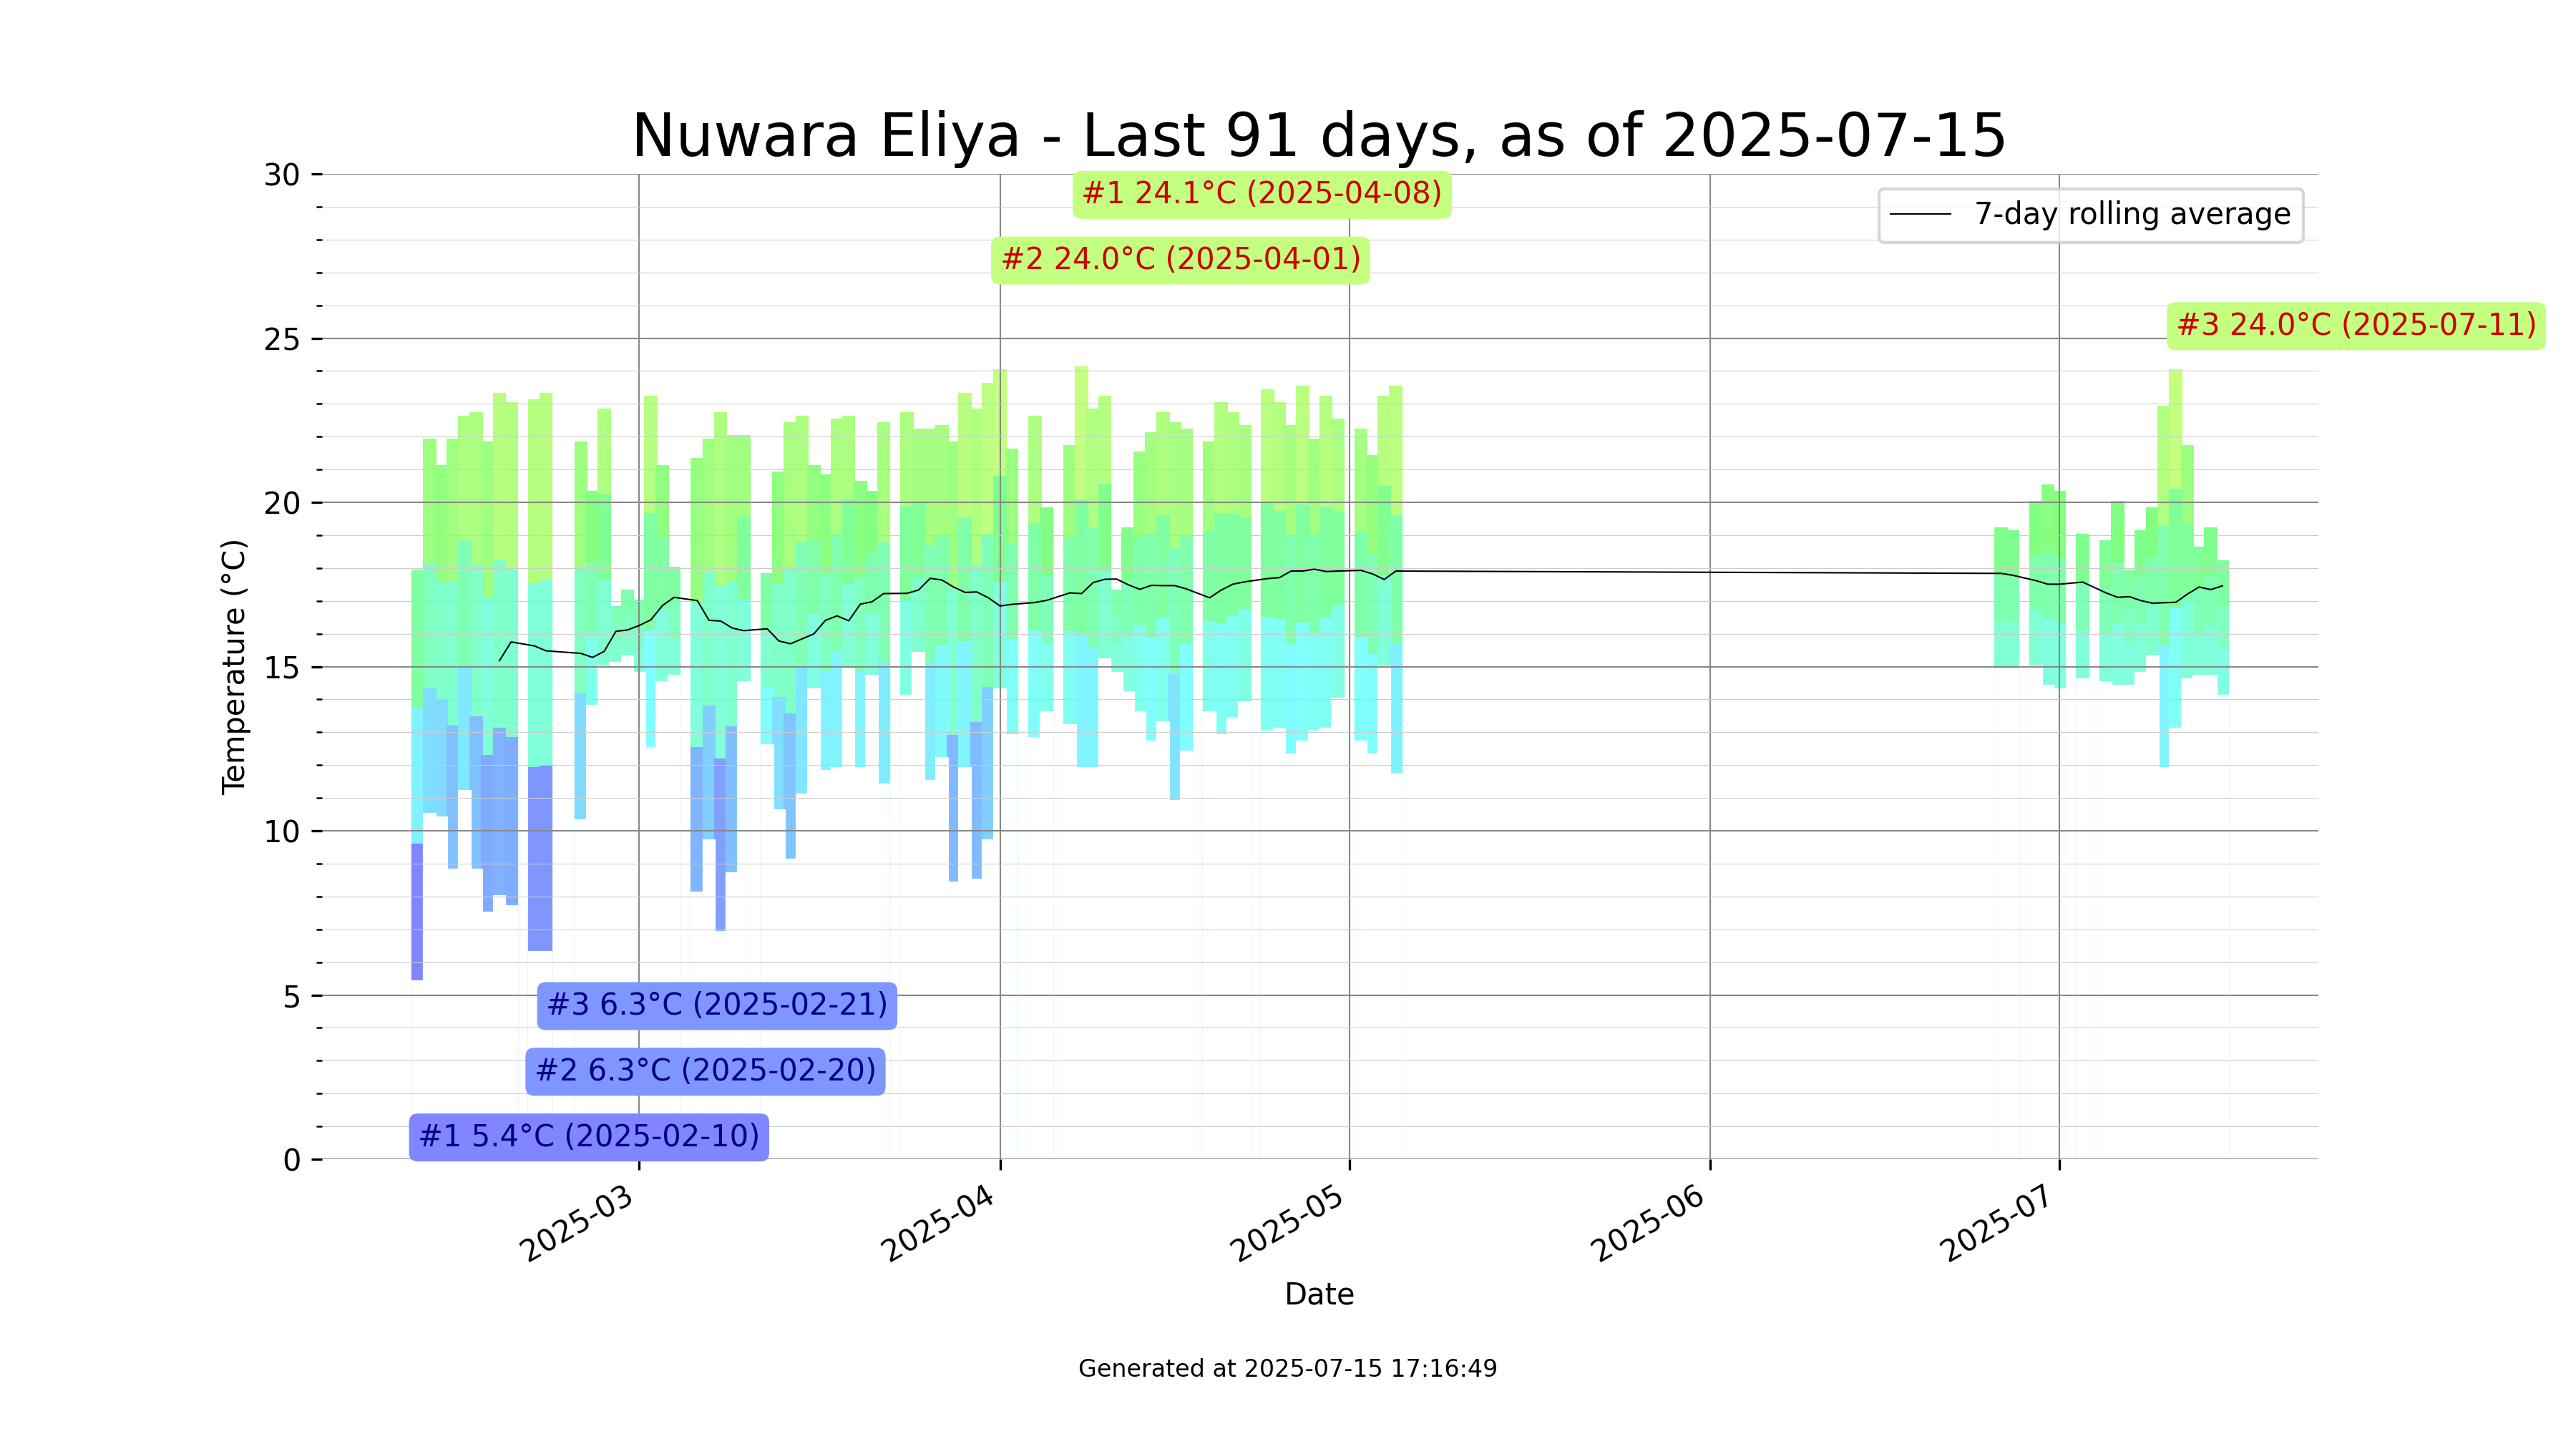 Nuwara Eliya - Last 91 days, as of 2025-07-15
#1 24.1°C (2025-04-08)
7-day rolling average
#2 24.0°C (2025-04-01)
#3 24.0°C (2025-07-11)
30
25
20
15
10
5
0
Temperature (°C)
#3 6.3°C (2025-02-21)
#2 6.3°C (2025-02-20)
#1 5.4°C (2025-02-10)
2025-03
2025-04
2025-05
2025-06
2025-07
Date
Generated at 2025-07-15 17:16:49